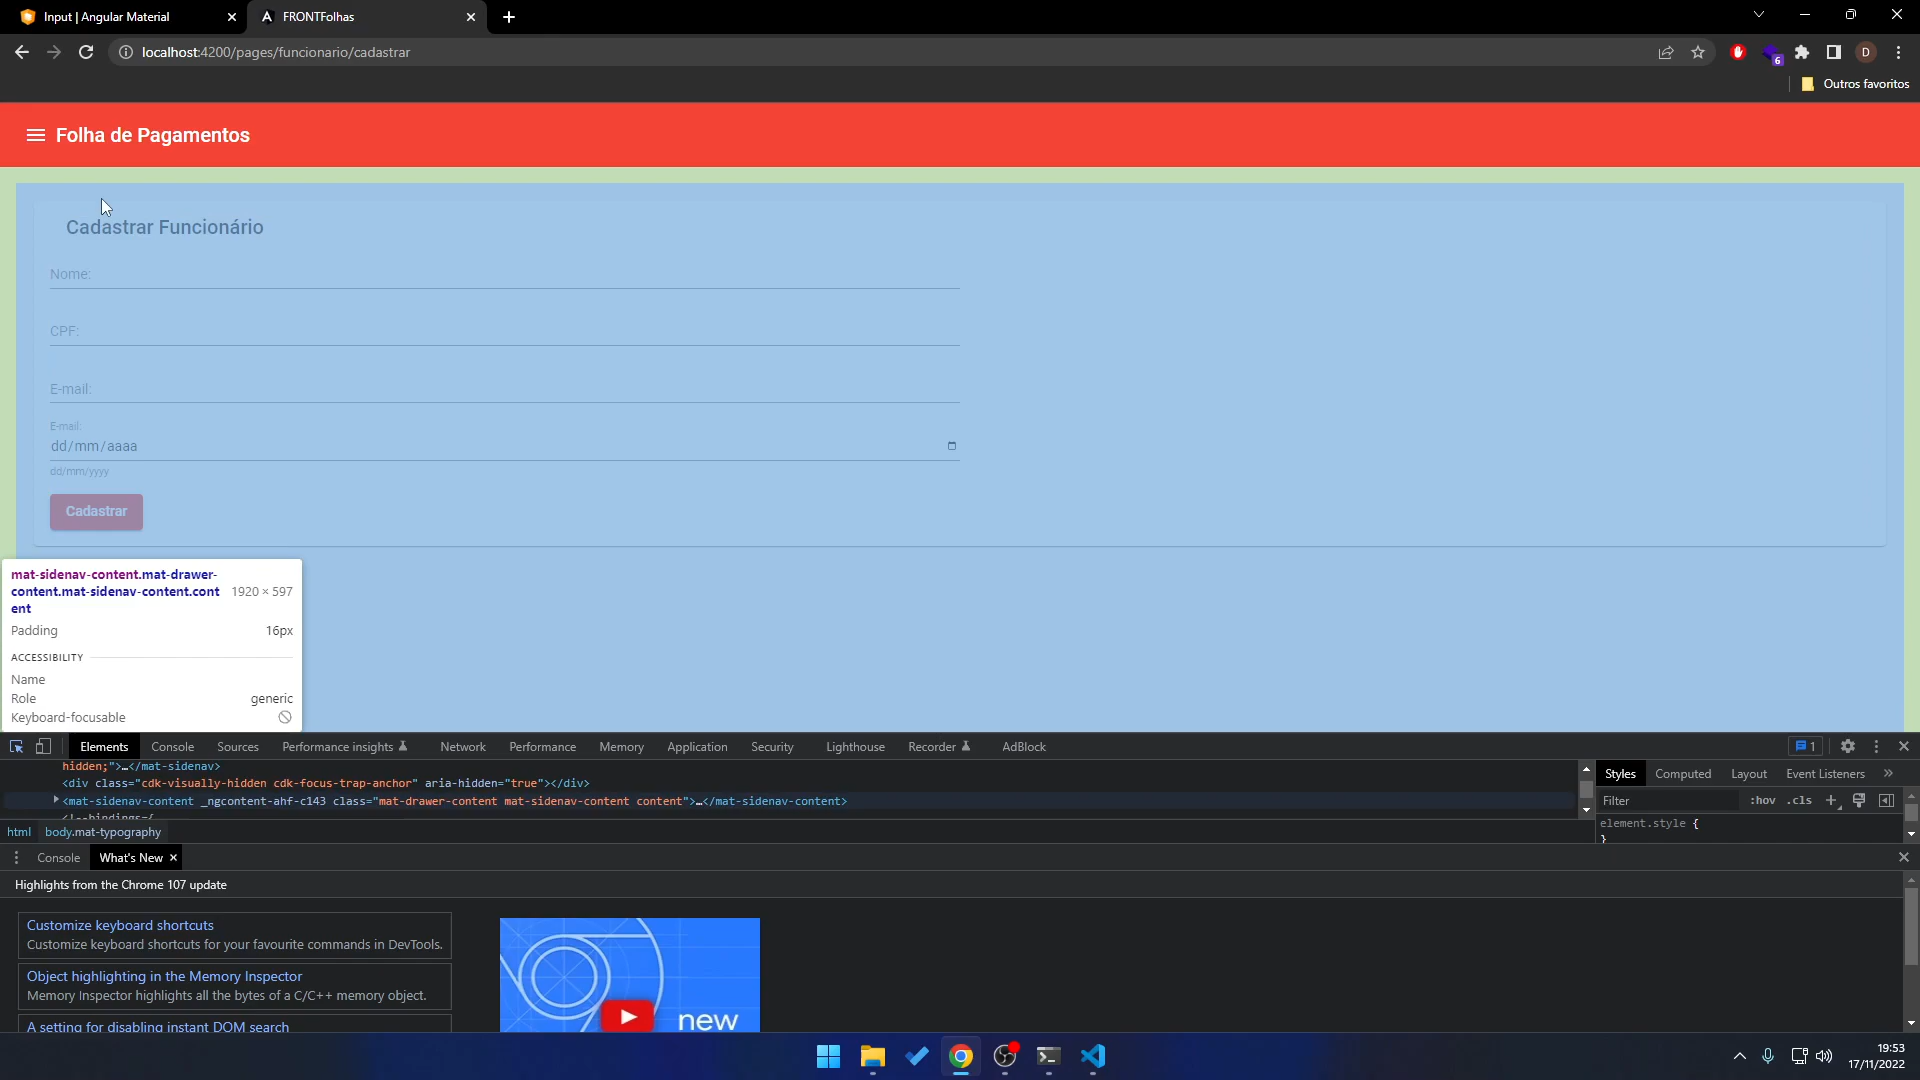 Input | Angular Material
FRONTFolhas
localhost:4200/pages/funcionario/cadastrar
6
D
Outros favoritos
Folha de Pagamentos
Cadastrar Funcionário
Nome:
CPF:
E-mail:
E-mail:
dd/mm/aaaa
dd/mm/yyyy
Cadastrar
mat-sidenav-content.mat-drawer-
content.mat-sidenav-content.cont
ent
1920 × 597
Padding 16px
ACCESSIBILITY
Name
Role generic
Keyboard-focusable
Elements Console Sources Performance insights Network Performance Memory Application Security Lighthouse Recorder AdBlock 1
hidden;">…</mat-sidenav>
<div class="cdk-visually-hidden cdk-focus-trap-anchor" aria-hidden="true"></div>
<mat-sidenav-content _ngcontent-ahf-c143 class="mat-drawer-content mat-sidenav-content content">…</mat-sidenav-content>
<!--bindings={
html body.mat-typography
Styles Computed Layout Event Listeners »
Filter :hov .cls +
element.style {
}
Console What's New
Highlights from the Chrome 107 update
Customize keyboard shortcuts
Customize keyboard shortcuts for your favourite commands in DevTools.
Object highlighting in the Memory Inspector
Memory Inspector highlights all the bytes of a C/C++ memory object.
A setting for disabling instant DOM search
new
19:53
17/11/2022